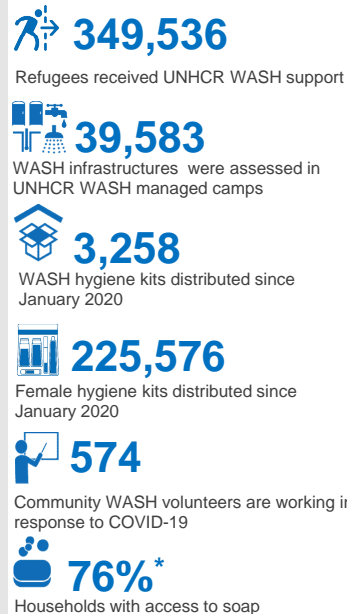 349,536
Refugees received UNHCR WASH support
39,583
WASH infrastructures were assessed in
UNHCR WASH managed camps
3,258
WASH hygiene kits distributed since
January 2020
225,576
Female hygiene kits distributed since
January 2020
574
Community WASH volunteers are working in
response to COVID-19
76%*
Households with access to soap